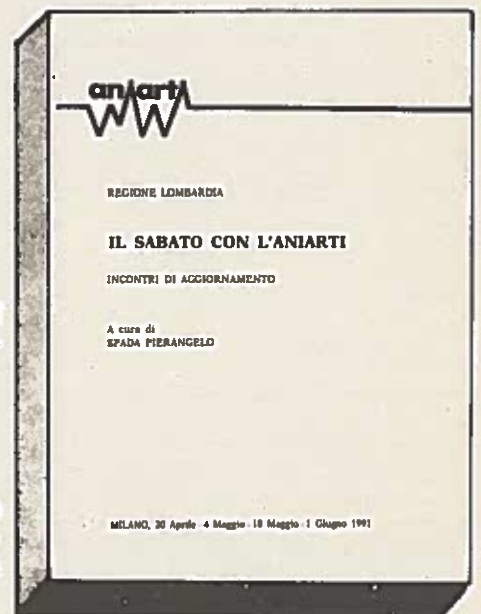 aniarti
REGIONE LOMBARDIA
IL SABATO CON L'ANIARTI
INCONTRI DI AGGIORNAMENTO
A cura di
SPADA PIERANGELO
MILANO, 20 Aprile - 4 Maggio - 18 Maggio - 1 Giugno 1991